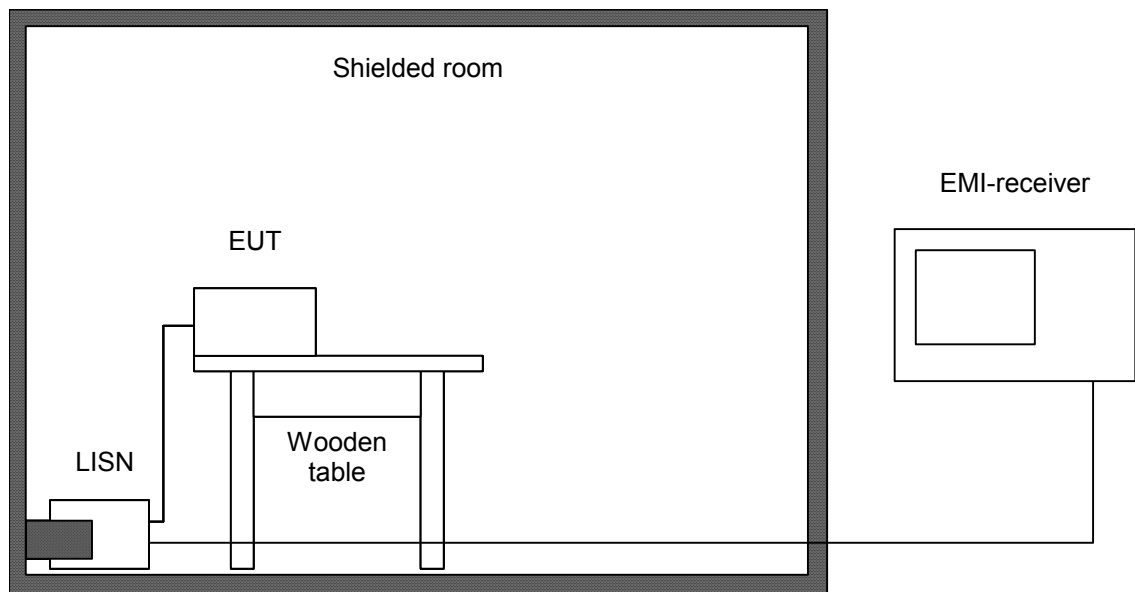 Shielded room
EMI-receiver
EUT
Wooden
table
LISN